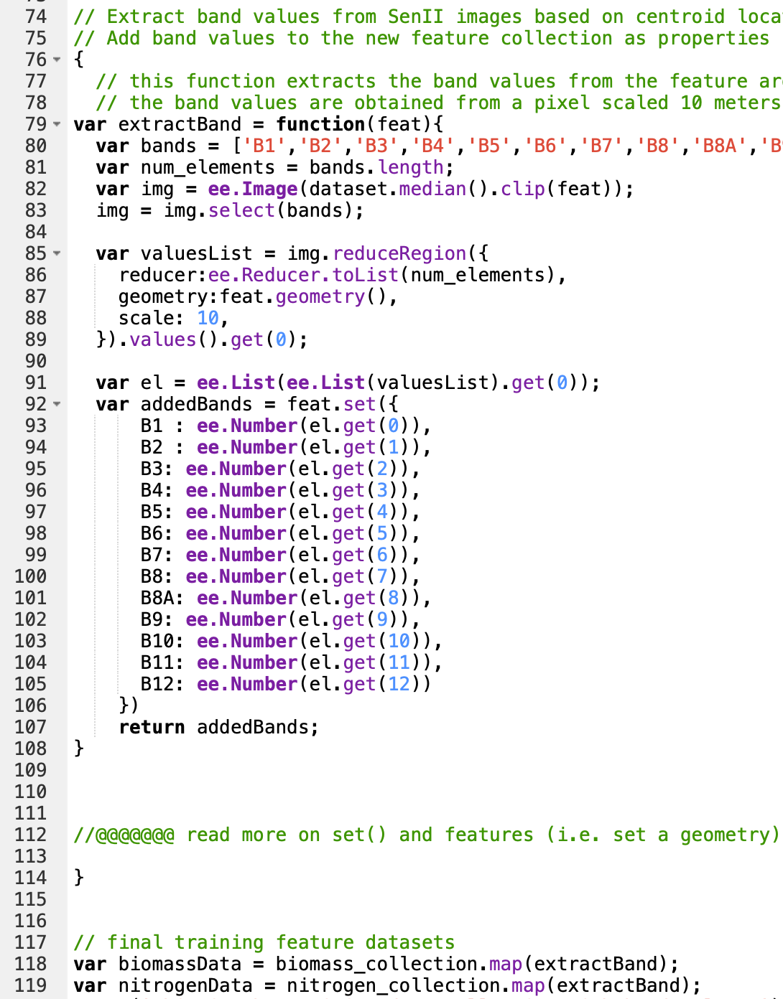 74 // Extract band values from SenII images based on centroid loca
75 // Add band values to the new feature collection as properties
76 {
77 // this function extracts the band values from the feature ar
78 // the band values are obtained from a pixel scaled 10 meters
79 var extractBand = function(feat){
80 var bands = ['B1','B2','B3','B4','B5','B6','B7','B8','B8A','B
81 var num_elements = bands.length;
82 var img = ee.Image(dataset.median().clip(feat));
83 img = img.select(bands);
84
85 var valuesList = img.reduceRegion({
86 reducer:ee.Reducer.toList(num_elements),
87 geometry:feat.geometry(),
88 scale: 10,
89 }).values().get(0);
90
91 var el = ee.List(ee.List(valuesList).get(0));
92 var addedBands = feat.set({
93 B1 : ee.Number(el.get(0)),
94 B2 : ee.Number(el.get(1)),
95 B3: ee.Number(el.get(2)),
96 B4: ee.Number(el.get(3)),
97 B5: ee.Number(el.get(4)),
98 B6: ee.Number(el.get(5)),
99 B7: ee.Number(el.get(6)),
100 B8: ee.Number(el.get(7)),
101 B8A: ee.Number(el.get(8)),
102 B9: ee.Number(el.get(9)),
103 B10: ee.Number(el.get(10)),
104 B11: ee.Number(el.get(11)),
105 B12: ee.Number(el.get(12))
106 })
107 return addedBands;
108 }
109
110
111
112 //@@@@@@@ read more on set() and features (i.e. set a geometry)
113
114 }
115
116
117 // final training feature datasets
118 var biomassData = biomass_collection.map(extractBand);
119 var nitrogenData = nitrogen_collection.map(extractBand);